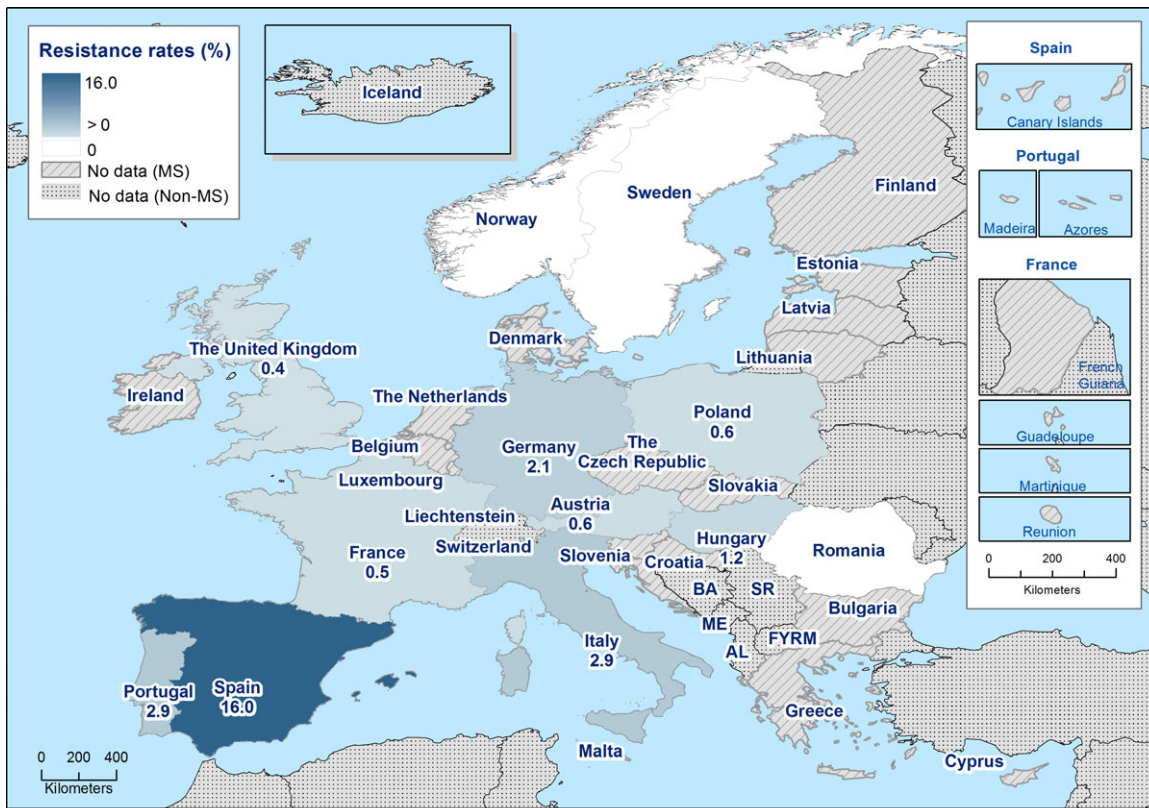 Resistance rates (%)
16.0
> 0
0
No data (MS)
No data (Non-MS)
Iceland
Norway
Sweden
Finland
Estonia
Latvia
Lithuania
Denmark
The United Kingdom
0.4
Ireland
The Netherlands
Belgium
Luxembourg
Germany
2.1
Poland
0.6
The
Czech Republic
Slovakia
Austria
0.6
Liechtenstein
Switzerland
France
0.5
Slovenia
Croatia
Hungary
1.2
Romania
BA
SR
ME
AL
FYRM
Bulgaria
Italy
2.9
Portugal
2.9
Spain
16.0
Greece
Malta
Cyprus
0 200 400
Kilometers
Spain
Canary Islands
Portugal
Madeira
Azores
France
French
Guiana
Guadeloupe
Martinique
Reunion
0 200 400
Kilometers